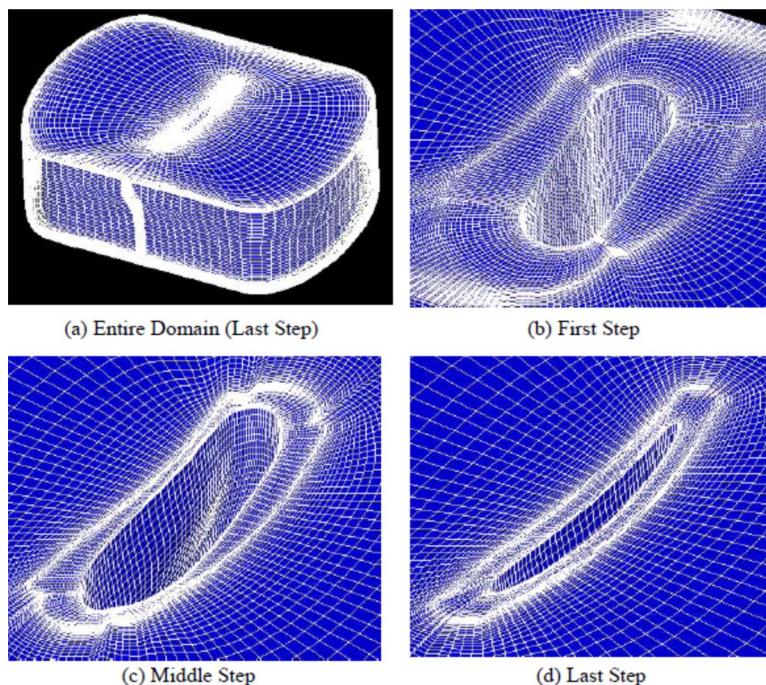 (a) Entire Domain (Last Step)
(b) First Step
(c) Middle Step
(d) Last Step